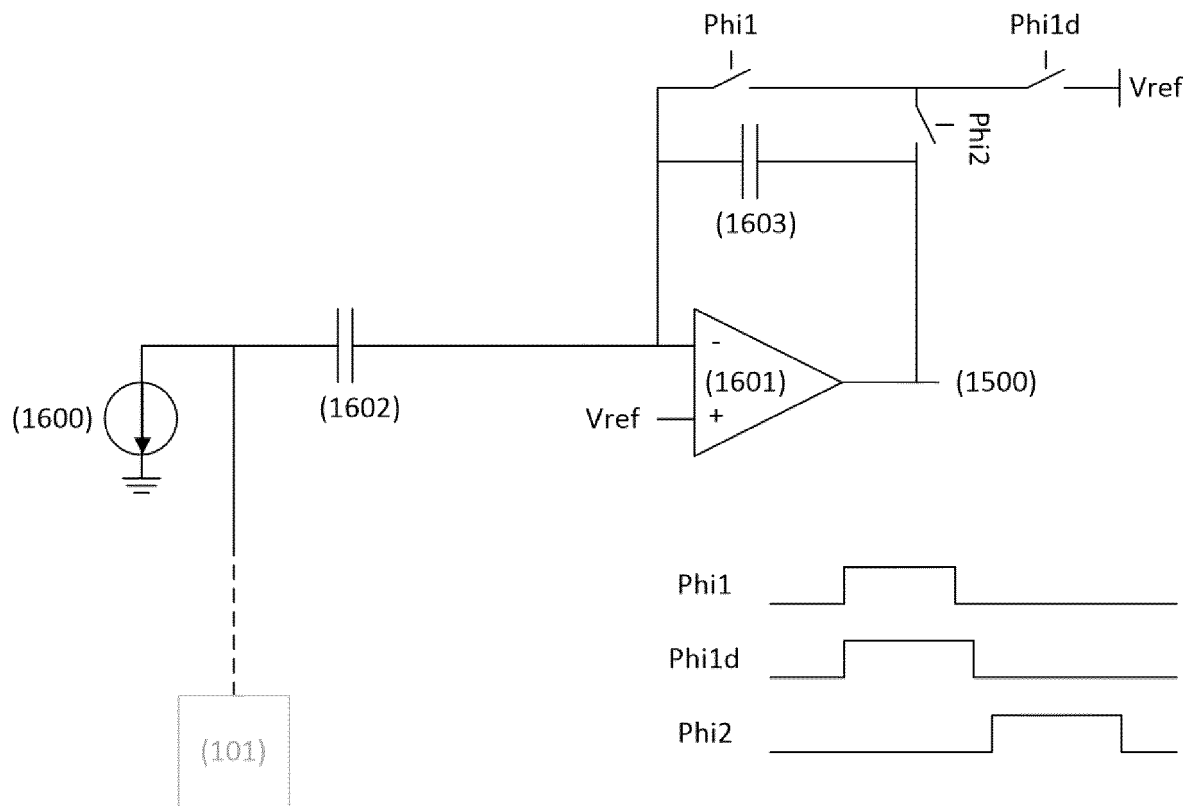 Phi1
Phi1d
Vref
Phi2
(1603)
-
(1600)
(1602)
(1601)
(1500)
Vref
+
Phi1
Phi1d
(101)
Phi2